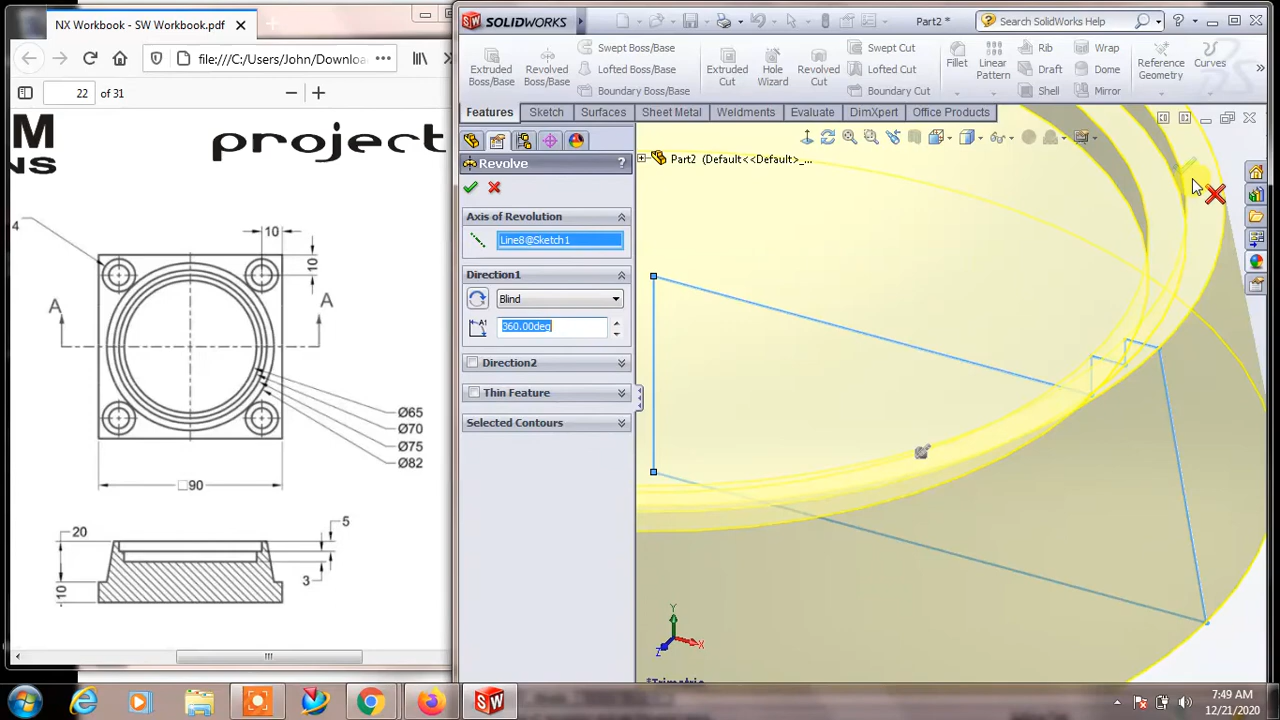 NX Workbook - SW Workbook.pdf
file:///C:/Users/John/Downloa
22 of 31
M
NS
project
4
10
10
A
A
Ø65
Ø70
Ø75
Ø82
□90
20
5
3
10
SOLIDWORKS
Part2 *
Search SolidWorks Help
Extruded Boss/Base
Revolved Boss/Base
Swept Boss/Base
Lofted Boss/Base
Boundary Boss/Base
Extruded Cut
Hole Wizard
Revolved Cut
Swept Cut
Lofted Cut
Boundary Cut
Fillet
Linear Pattern
Rib
Draft
Shell
Wrap
Dome
Mirror
Reference Geometry
Curves
Features
Sketch
Surfaces
Sheet Metal
Weldments
Evaluate
DimXpert
Office Products
Revolve
?
Part2 (Default<<Default>_...
Axis of Revolution
Line8@Sketch1
Direction1
Blind
A1
360.00deg
Direction2
Thin Feature
Selected Contours
Y
X
Z
*Trimetric
SW
7:49 AM
12/21/2020